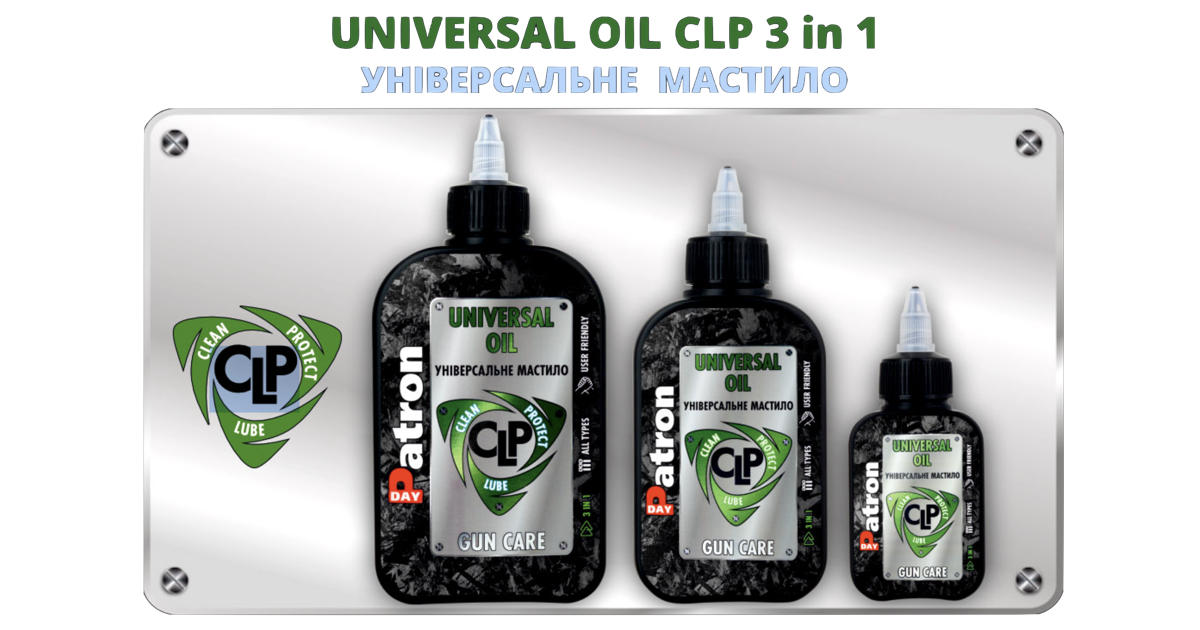 UNIVERSAL OIL CLP 3 in 1
УНІВЕРСАЛЬНЕ МАСТИЛО
CLEAN
PROTECT
CLP
LUBE
DAY
Patron
UNIVERSAL
OIL
УНІВЕРСАЛЬНЕ МАСТИЛО
CLEAN
PROTECT
CLP
LUBE
GUN CARE
USER FRIENDLY
ALL TYPES
3 IN 1
DAY
Patron
UNIVERSAL
OIL
УНІВЕРСАЛЬНЕ МАСТИЛО
CLEAN
PROTECT
CLP
LUBE
GUN CARE
USER FRIENDLY
ALL TYPES
3 IN 1
DAY
Patron
UNIVERSAL
OIL
УНІВЕРСАЛЬНЕ МАСТИЛО
CLEAN
PROTECT
CLP
LUBE
GUN CARE
USER FRIENDLY
ALL TYPES
3 IN 1